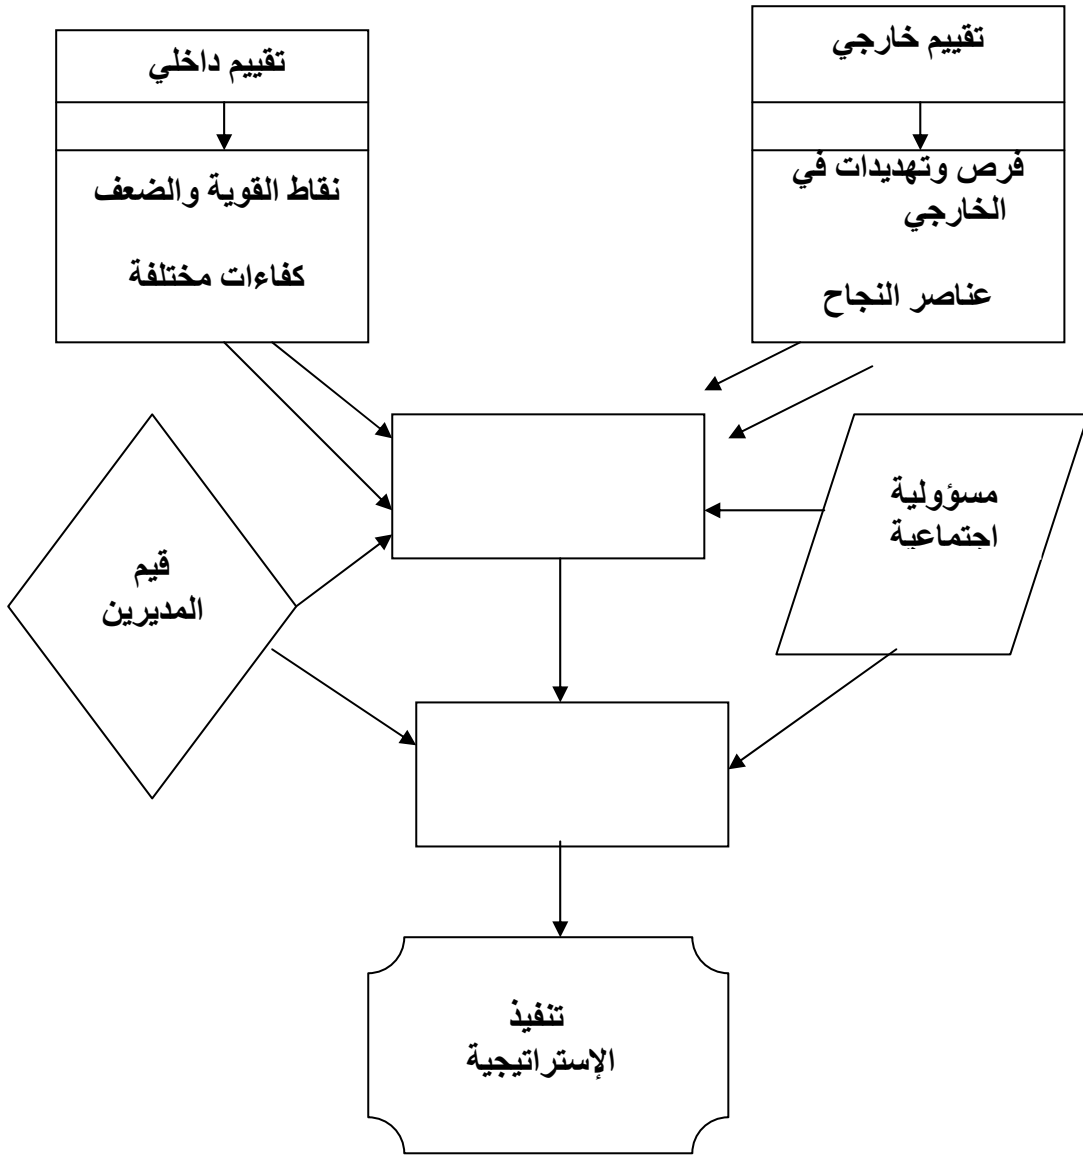 تقييم خارجي
فرص وتهديدات في
الخارجي
عناصر النجاح
تقييم داخلي
نقاط القوية والضعف
كفاءات مختلفة
مسؤولية
اجتماعية
قيم
المديرين
تنفيذ
الإستراتيجية